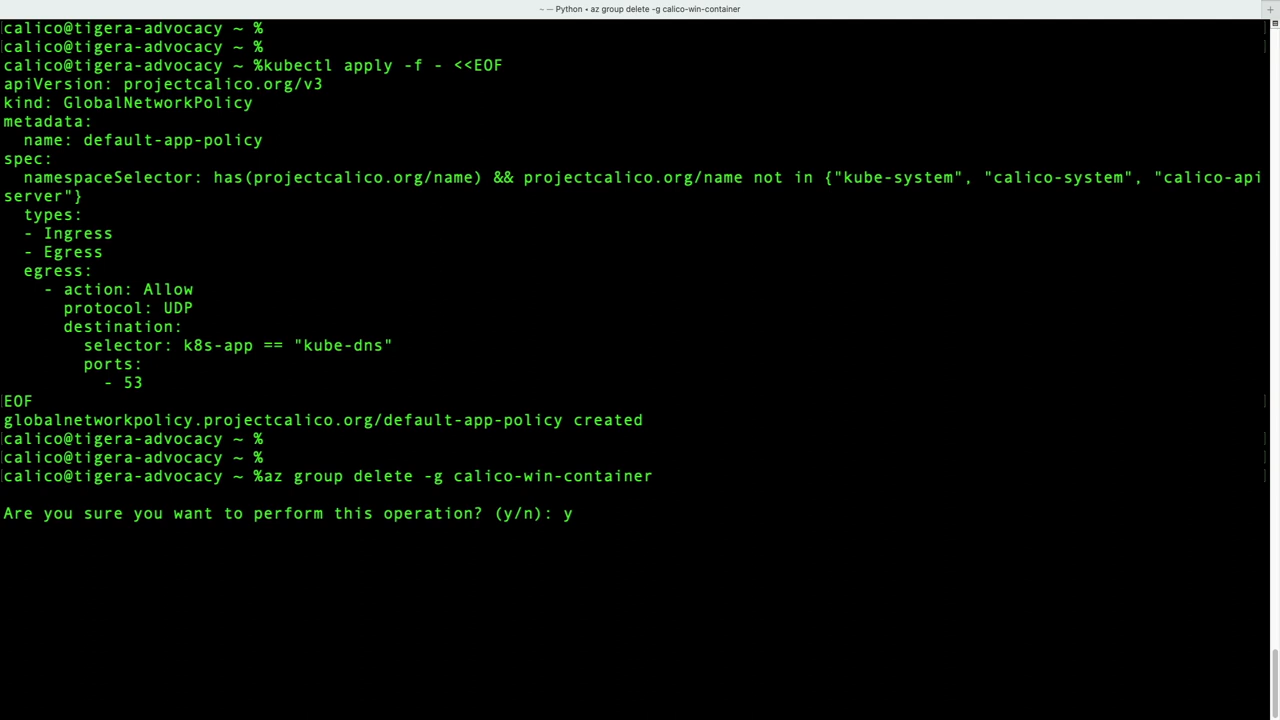 ~ — Python • az group delete -g calico-win-container
calico@tigera-advocacy ~ %
calico@tigera-advocacy ~ %
calico@tigera-advocacy ~ %kubectl apply -f - <<EOF
apiVersion: projectcalico.org/v3
kind: GlobalNetworkPolicy
metadata:
  name: default-app-policy
spec:
  namespaceSelector: has(projectcalico.org/name) && projectcalico.org/name not in {"kube-system", "calico-system", "calico-api
server"}
  types:
  - Ingress
  - Egress
  egress:
    - action: Allow
      protocol: UDP
      destination:
        selector: k8s-app == "kube-dns"
        ports:
          - 53
EOF
globalnetworkpolicy.projectcalico.org/default-app-policy created
calico@tigera-advocacy ~ %
calico@tigera-advocacy ~ %
calico@tigera-advocacy ~ %az group delete -g calico-win-container
Are you sure you want to perform this operation? (y/n): y